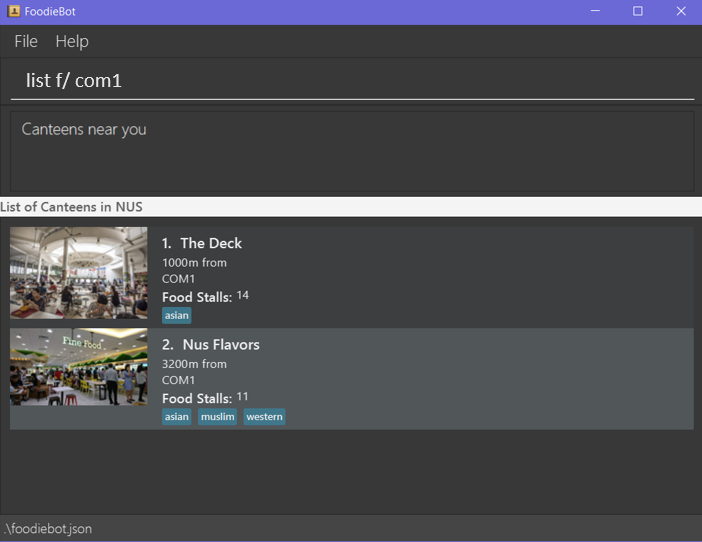 FoodieBot
File Help
list f/ com1
Canteens near you
List of Canteens in NUS
1. The Deck
1000m from
COM1
Food Stalls: 14
asian
Fine Food
2. Nus Flavors
3200m from
COM1
Food Stalls: 11
asian muslim western
.\foodiebot.json